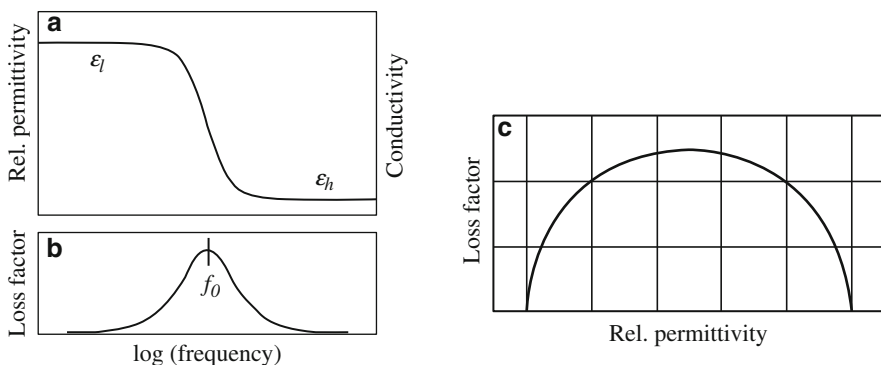 a
Rel. permittivity
εl
εh
Conductivity
b
Loss factor
f0
log (frequency)
c
Loss factor
Rel. permittivity